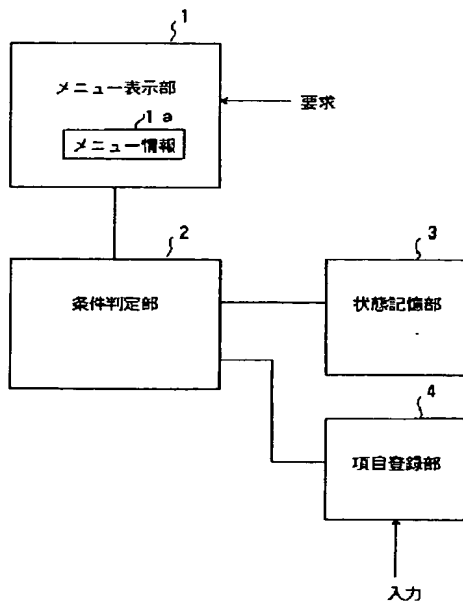 1
メニュー表示部
要求
1a
メニュー情報
2
条件判定部
3
状態記憶部
4
項目登録部
入力